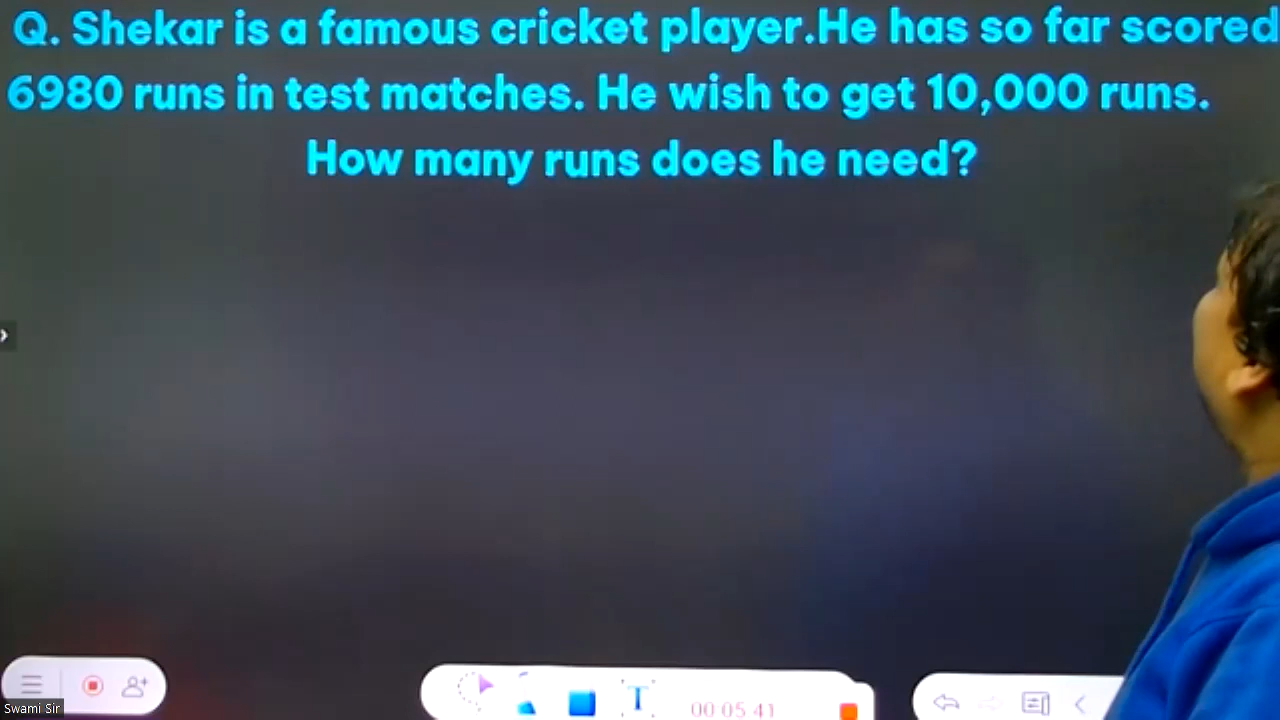 Q. Shekar is a famous cricket player.He has so far scored
6980 runs in test matches. He wish to get 10,000 runs.
How many runs does he need?
T
00 05 41
Swami Sir